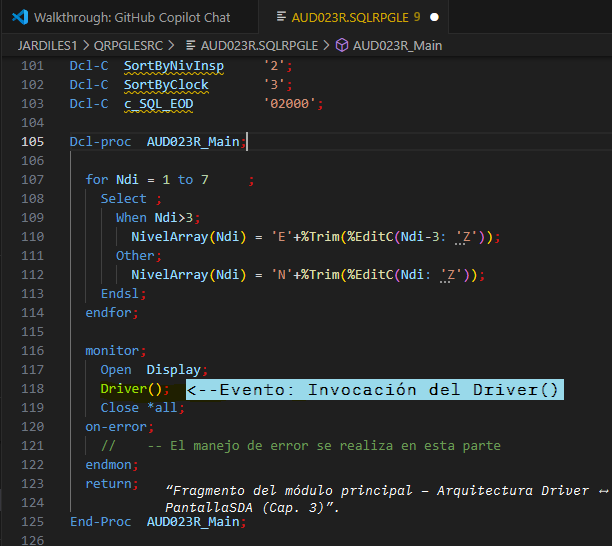 Walkthrough: GitHub Copilot Chat AUD023R.SQLRPGLE 9 ●
JARDILES1 > QRPGLESRC > AUD023R.SQLRPGLE > AUD023R_Main
101 Dcl-C SortByNivInsp '2';
102 Dcl-C SortByClock '3';
103 Dcl-C c_SQL_EOD '02000';
104
105 Dcl-proc AUD023R_Main;
106
107 for Ndi = 1 to 7 ;
108 Select ;
109 When Ndi>3;
110 NivelArray(Ndi) = 'E'+%Trim(%EditC(Ndi-3: 'Z'));
111 Other;
112 NivelArray(Ndi) = 'N'+%Trim(%EditC(Ndi: 'Z'));
113 Endsl;
114 endfor;
115
116 monitor;
117 Open Display;
118 Driver(); <--Evento: Invocación del Driver()
119 Close *all;
120 on-error;
121 // -- El manejo de error se realiza en esta parte
122 endmon;
123 return; “Fragmento del módulo principal – Arquitectura Driver ↔
124 PantallaSDA (Cap. 3)”.
125 End-Proc AUD023R_Main;
126